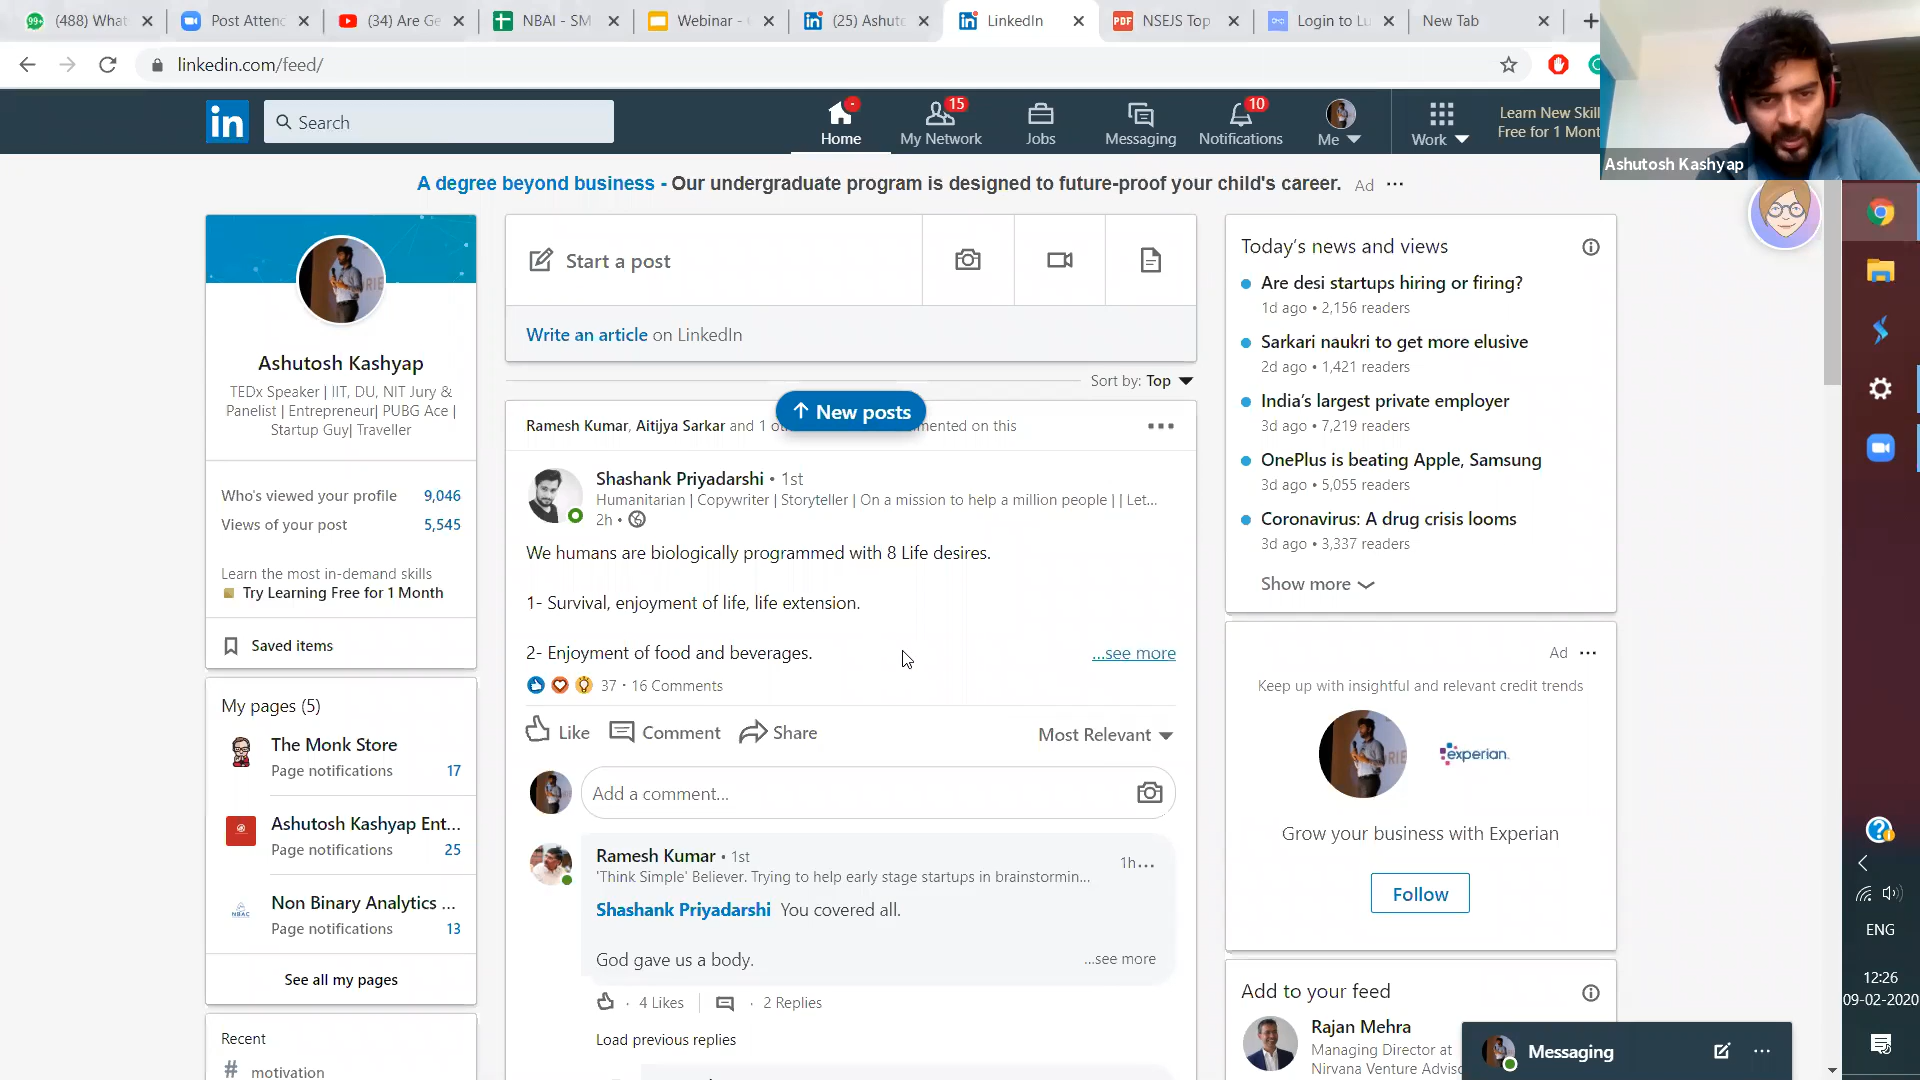 (488) What
Post Atten
(34) Are Ge
NBAI - SM
Webinar -
(25) Ashut
LinkedIn
PDF NSEJS Top
Login to Lu
New Tab
linkedin.com/feed/
in
Search
Home
15
My Network
Jobs
Messaging
10
Notifications
Me
Work
Learn New Skill
Free for 1 Mont
Ashutosh Kashyap
A degree beyond business - Our undergraduate program is designed to future-proof your child's career. Ad
Ashutosh Kashyap
TEDx Speaker | IIT, DU, NIT Jury &
Panelist | Entrepreneur| PUBG Ace |
Startup Guy| Traveller
Who's viewed your profile 9,046
Views of your post 5,545
Learn the most in-demand skills
Try Learning Free for 1 Month
Saved items
My pages (5)
The Monk Store
Page notifications 17
Ashutosh Kashyap Ent...
Page notifications 25
NBAC
Non Binary Analytics ...
Page notifications 13
See all my pages
Recent
# motivation
Start a post
Write an article on LinkedIn
Sort by: Top
New posts
Ramesh Kumar, Aitijya Sarkar and 1 ot mented on this
Shashank Priyadarshi • 1st
Humanitarian | Copywriter | Storyteller | On a mission to help a million people | | Let...
2h •
We humans are biologically programmed with 8 Life desires.
1- Survival, enjoyment of life, life extension.
2- Enjoyment of food and beverages.
...see more
37 · 16 Comments
Like Comment Share Most Relevant
Add a comment...
Ramesh Kumar • 1st 1h...
'Think Simple' Believer. Trying to help early stage startups in brainstormin...
Shashank Priyadarshi You covered all.
God gave us a body. ...see more
· 4 Likes · 2 Replies
Load previous replies
Today's news and views
Are desi startups hiring or firing?
1d ago • 2,156 readers
Sarkari naukri to get more elusive
2d ago • 1,421 readers
India's largest private employer
3d ago • 7,219 readers
OnePlus is beating Apple, Samsung
3d ago • 5,055 readers
Coronavirus: A drug crisis looms
3d ago • 3,337 readers
Show more
Ad
Keep up with insightful and relevant credit trends
experian.
Grow your business with Experian
Follow
Add to your feed
Rajan Mehra
Managing Director at
Nirvana Venture Adviso
Messaging
ENG
12:26
09-02-2020